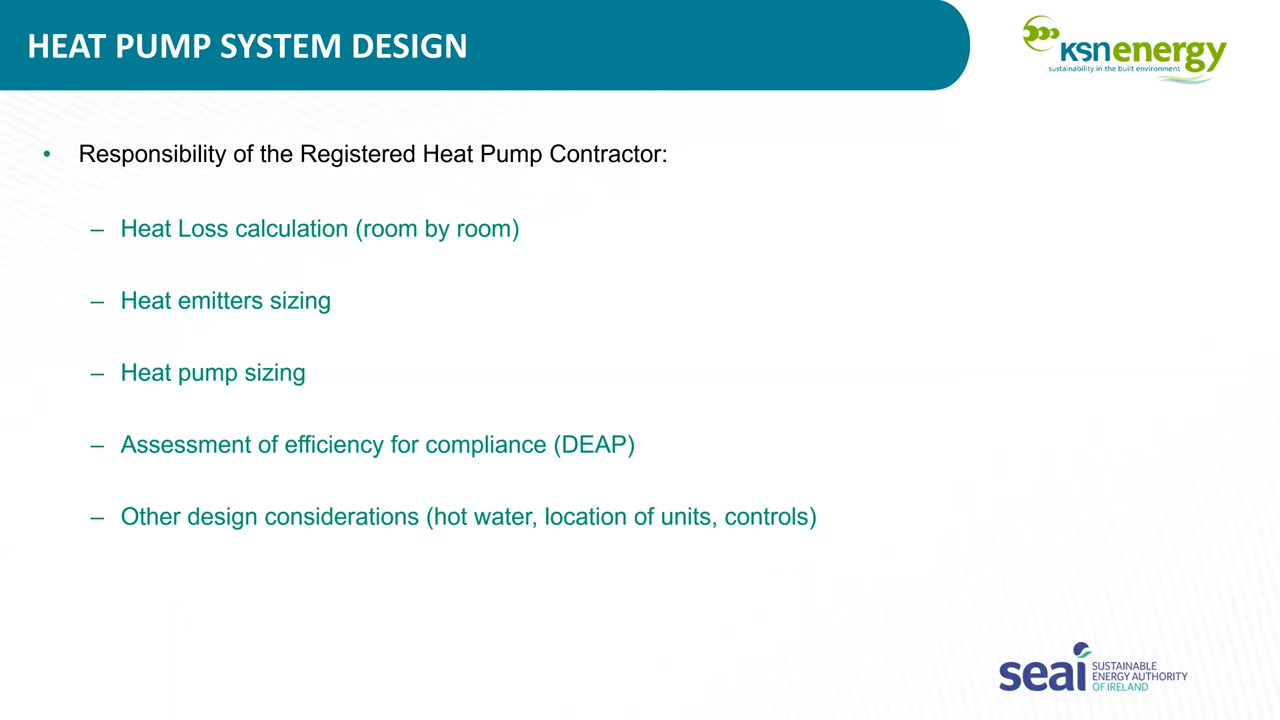 HEAT PUMP SYSTEM DESIGN
KSNenergy
sustainability in the built environment
• Responsibility of the Registered Heat Pump Contractor:
– Heat Loss calculation (room by room)
– Heat emitters sizing
– Heat pump sizing
– Assessment of efficiency for compliance (DEAP)
– Other design considerations (hot water, location of units, controls)
seai
SUSTAINABLE
ENERGY AUTHORITY
OF IRELAND